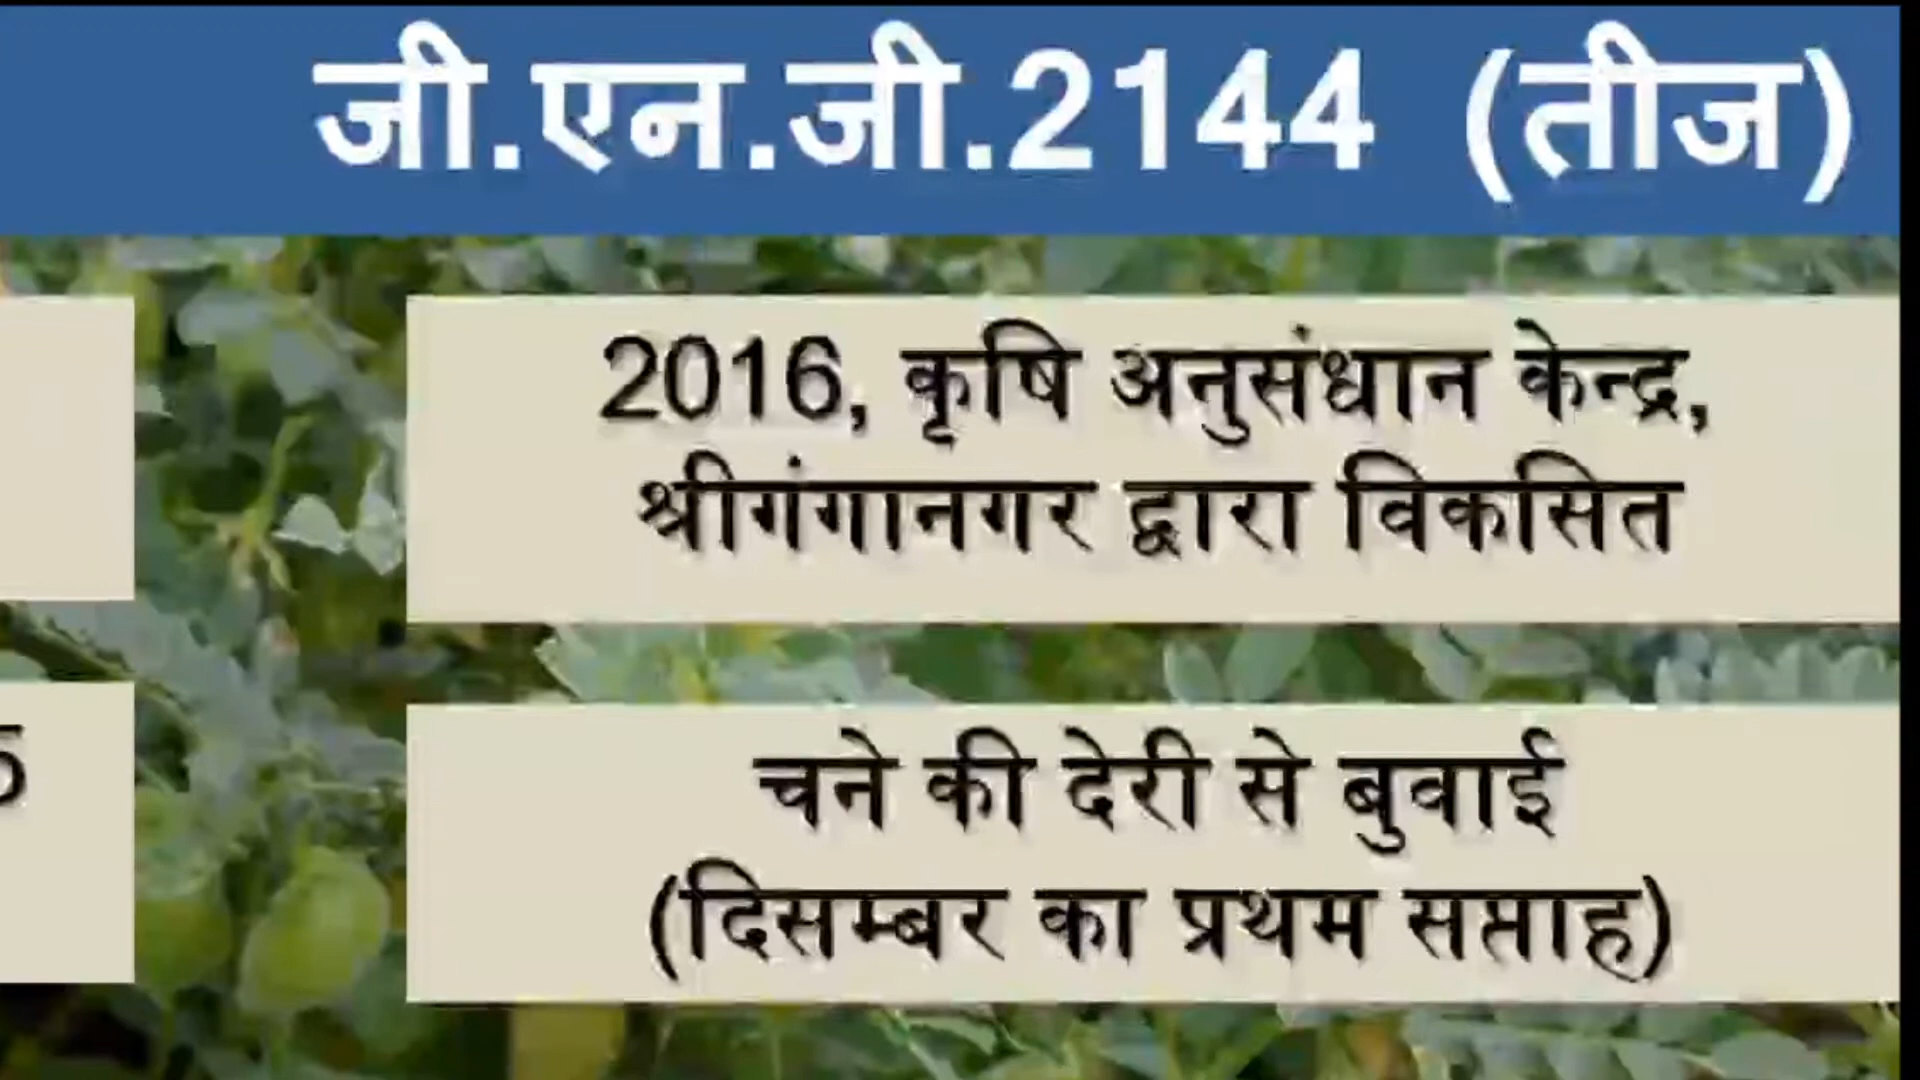 जी.एन.जी.2144 (तीज)
2016, कृषि अनुसंधान केन्द्र,
श्रीगंगानगर द्वारा विकसित
चने की देरी से बुवाई
(दिसम्बर का प्रथम सप्ताह)